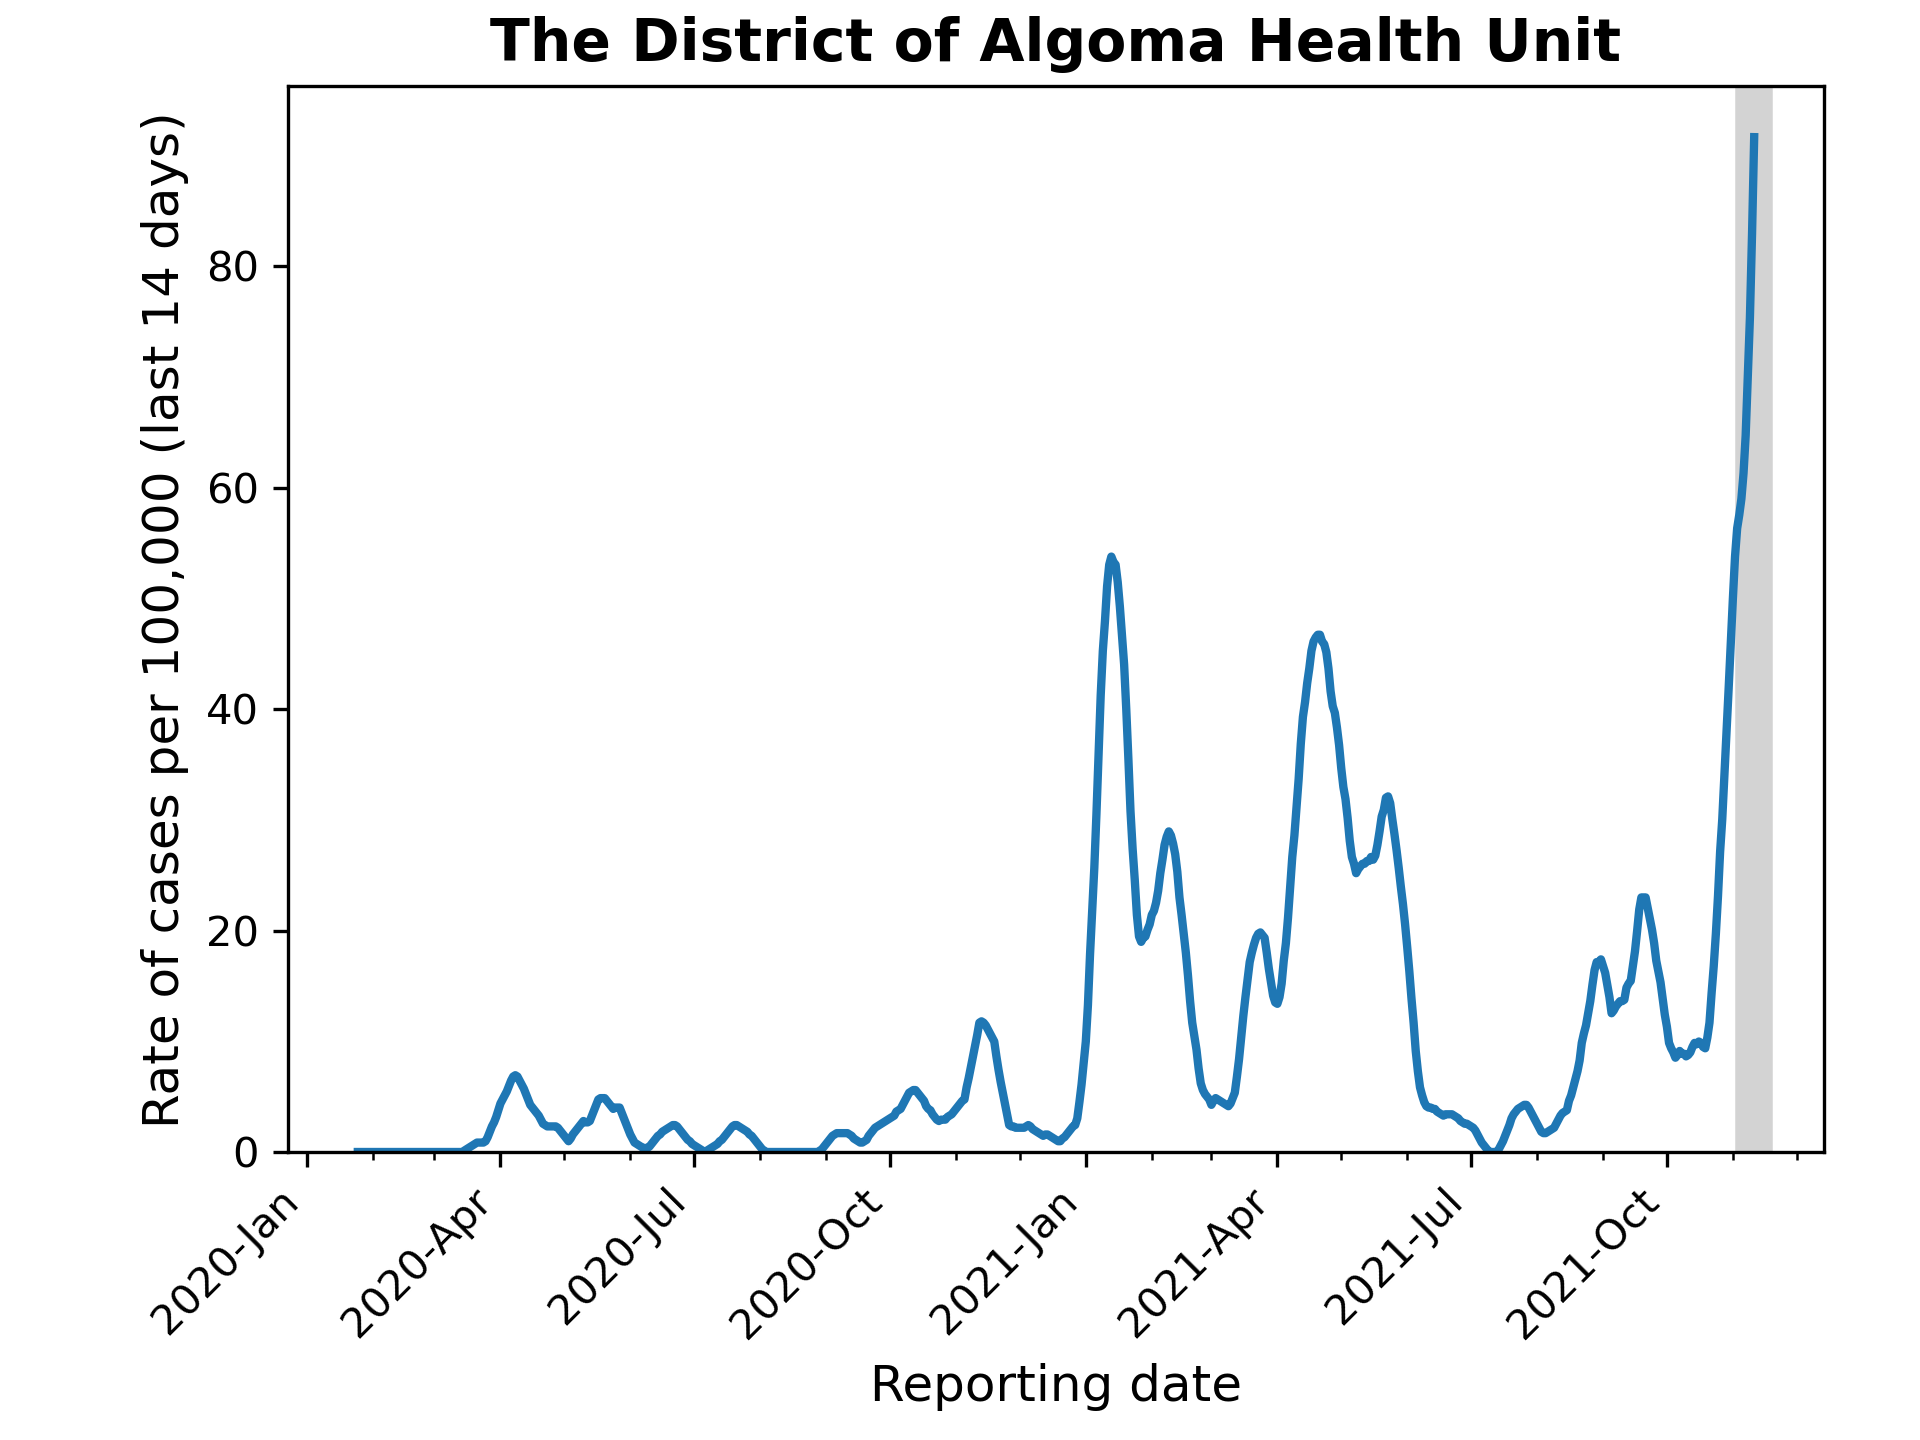 The District of Algoma Health Unit
Rate of cases per 100,000 (last 14 days)
80
60
40
20
0
2020-Jan
2020-Apr
2020-Jul
2020-Oct
2021-Jan
2021-Apr
2021-Jul
2021-Oct
Reporting date